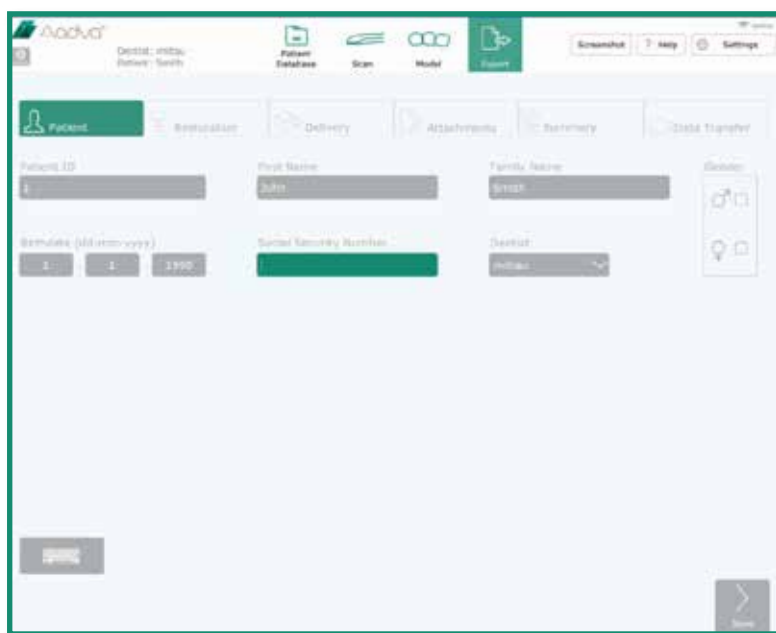 Aadva
Dentist: mitsu
Patient: Smith
Patient Database
Scan
Model
Export
Screenshot
? Help
Settings
Patient
Restoration
Delivery
Attachments
Summary
Data Transfer
Patient ID
First Name
Family Name
Gender
1
John
Smith
Birthdate (dd-mm-yyyy)
Social Security Number
Dentist
1
1
1950
mitsu
Save